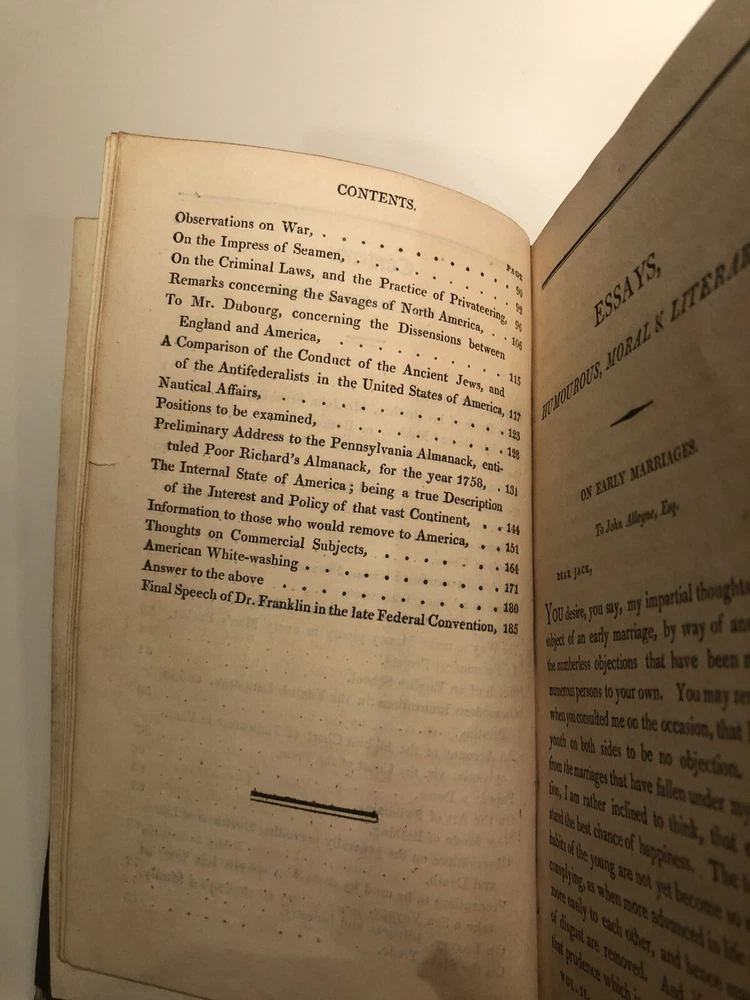 CONTENTS.
PAGE
Observations on War, . . . . . . . . . 90
On the Impress of Seamen, . . . . . . . . 92
On the Criminal Laws, and the Practice of Privateering, 96
Remarks concerning the Savages of North America, . . 106
To Mr. Dubourg, concerning the Dissensions between
England and America, . . . . . . . . . 115
A Comparison of the Conduct of the Ancient Jews, and
of the Antifederalists in the United States of America, 117
Nautical Affairs, . . . . . . . . . . . 123
Positions to be examined, . . . . . . . . . 128
Preliminary Address to the Pennsylvania Almanack, enti-
tuled Poor Richard's Almanack, for the year 1758, . 131
The Internal State of America; being a true Description
of the Interest and Policy of that vast Continent, . . 144
Information to those who would remove to America, . . 151
Thoughts on Commercial Subjects, . . . . . . 164
American White-washing . . . . . . . . . 171
Answer to the above . . . . . . . . . . 180
Final Speech of Dr. Franklin in the late Federal Convention, 185
ESSAYS,
HUMOUROUS, MORAL & LITERAR
ON EARLY MARRIAGES.
To John Alleyne, Esq.
DEAR JACK,
YOU desire, you say, my impartial thoughts
subject of an early marriage, by way of
the numberless objections that have been
numerous persons to your own. You may
when you consulted me on the occasion, that
youth on both sides to be no objection.
from the marriages that have fallen under
tion, I am rather inclined to think, that
stand the best chance of happiness. The
habits of the young are not yet become so
complying, as when more advanced in life
more easily to each other, and hence
of disgust are removed. And
that prudence which
VOL. II.